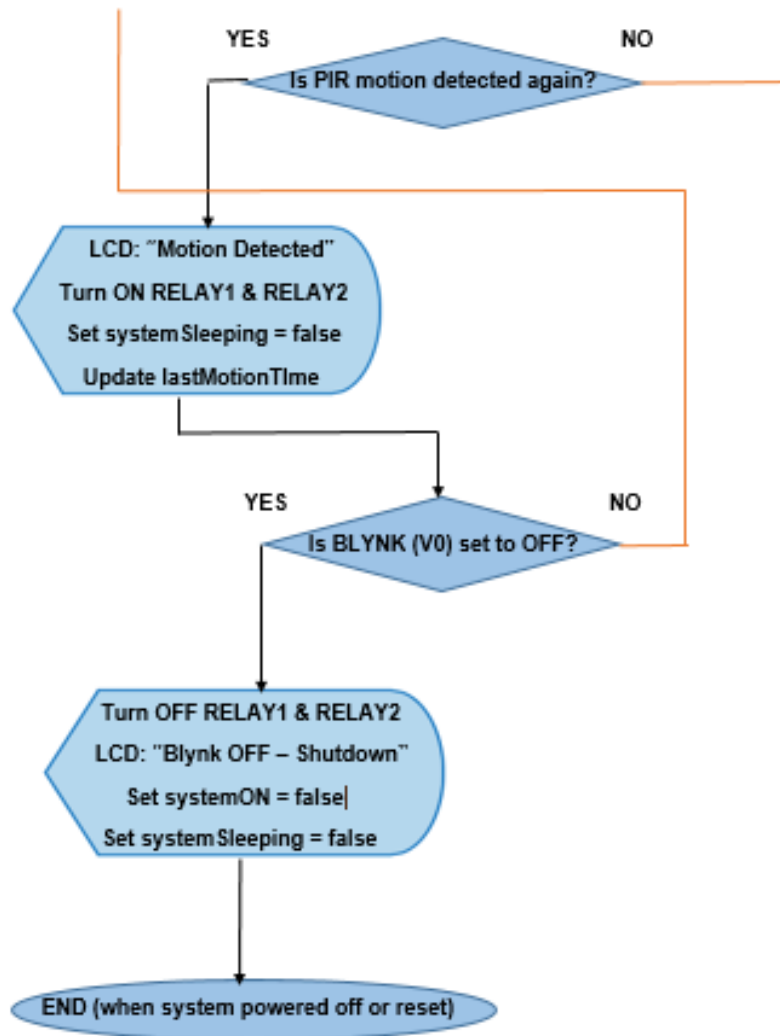 YES
NO
Is PIR motion detected again?
LCD: “Motion Detected”
Turn ON RELAY1 & RELAY2
Set systemSleeping = false
Update lastMotionTIme
YES
NO
Is BLYNK (V0) set to OFF?
Turn OFF RELAY1 & RELAY2
LCD: "Blynk OFF – Shutdown”
Set systemON = false
Set systemSleeping = false
END (when system powered off or reset)